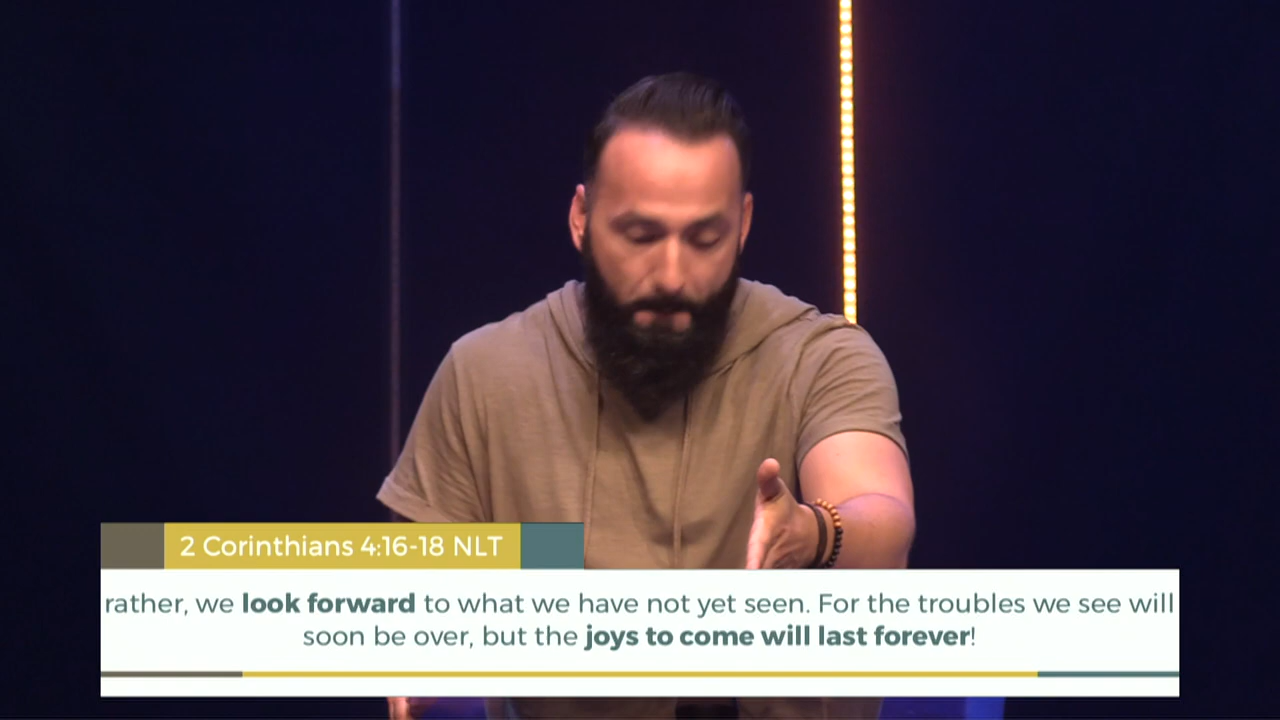 2 Corinthians 4:16-18 NLT
rather, we look forward to what we have not yet seen. For the troubles we see will
soon be over, but the joys to come will last forever!